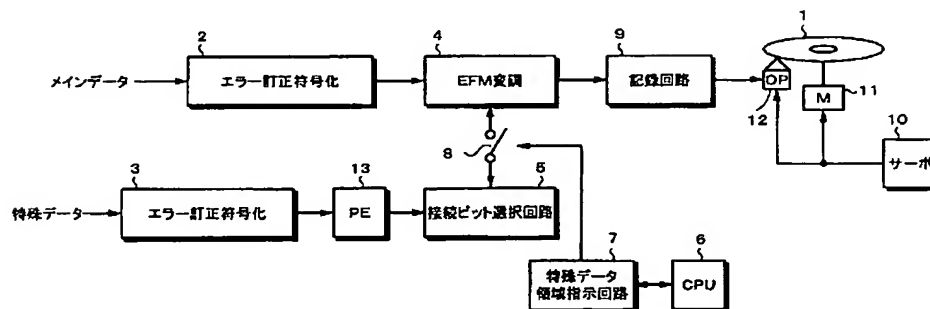 1
2
4
9
メインデータ
エラー訂正符号化
EFM変調
記録回路
OP
M
11
12
10
サーボ
8
3
13
5
特殊データ
エラー訂正符号化
PE
接続ビット選択回路
7
6
特殊データ
領域指示回路
CPU